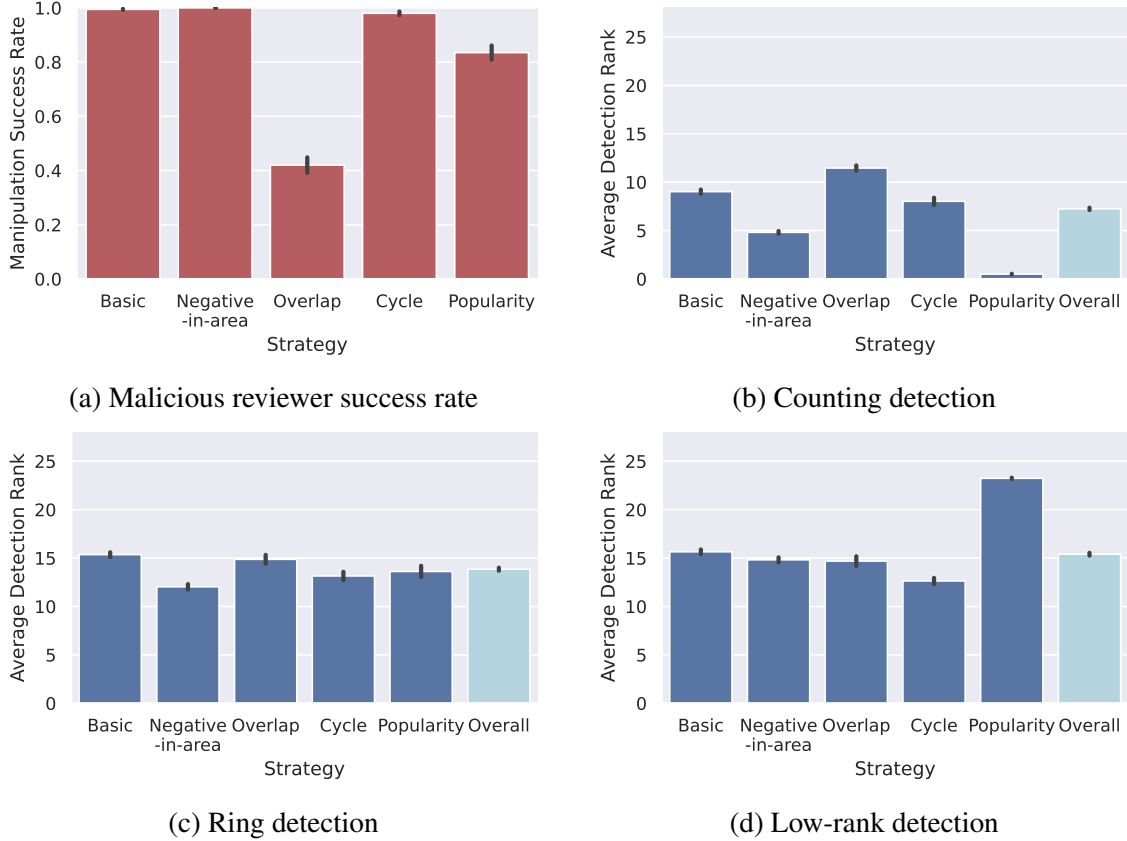 Manipulation Success Rate
1.0
0.8
0.6
0.4
0.2
0.0
Basic Negative Overlap Cycle Popularity
-in-area
Strategy
(a) Malicious reviewer success rate
Average Detection Rank
25
20
15
10
5
0
Basic Negative Overlap Cycle Popularity Overall
-in-area
Strategy
(b) Counting detection
Average Detection Rank
25
20
15
10
5
0
Basic Negative Overlap Cycle Popularity Overall
-in-area
Strategy
(c) Ring detection
Average Detection Rank
25
20
15
10
5
0
Basic Negative Overlap Cycle Popularity Overall
-in-area
Strategy
(d) Low-rank detection